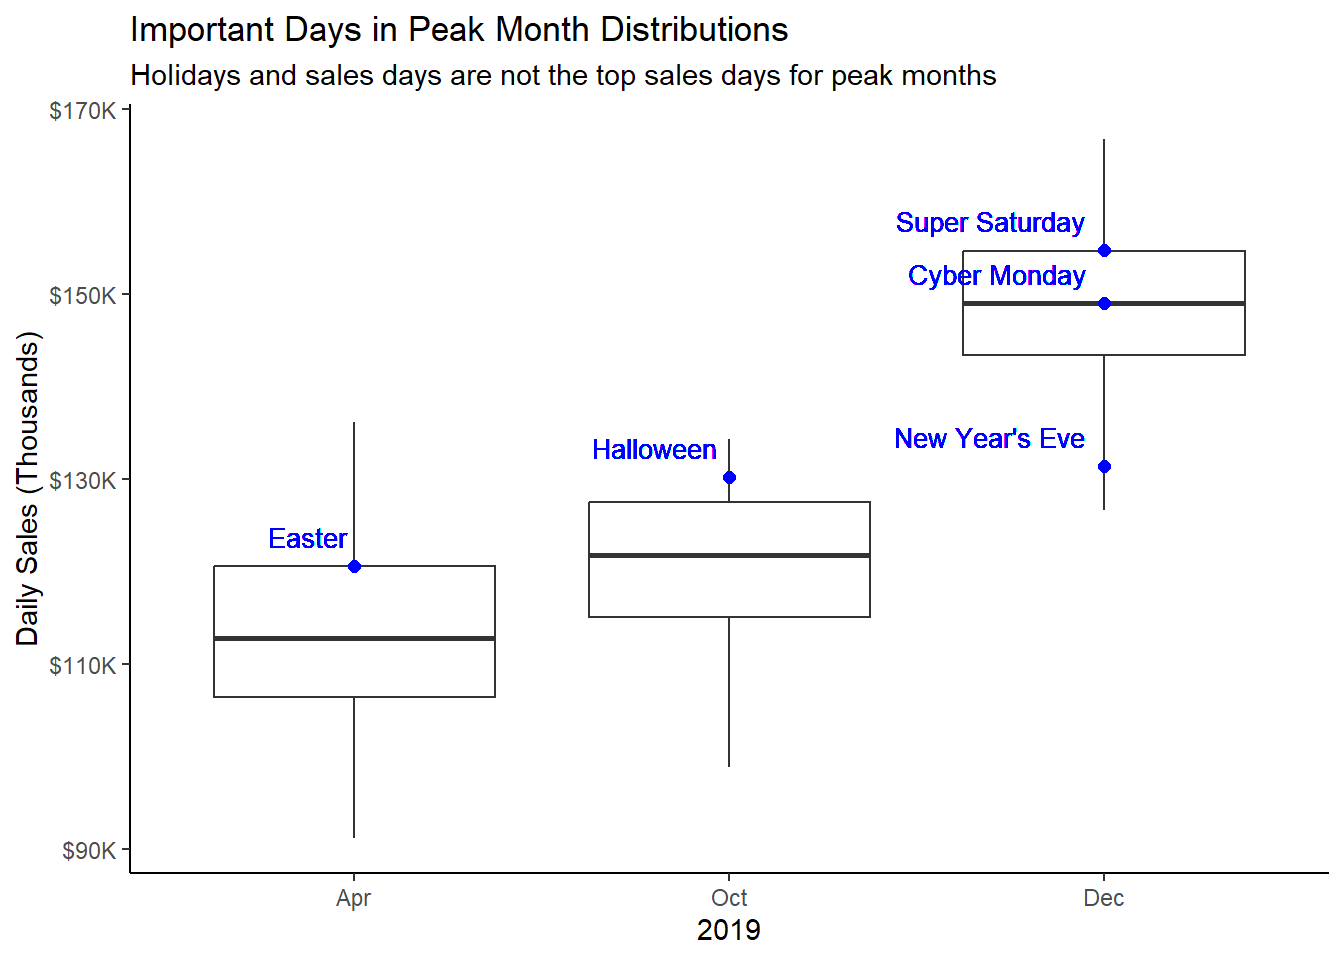 Important Days in Peak Month Distributions
Holidays and sales days are not the top sales days for peak months
Daily Sales (Thousands)
$170K
$150K
$130K
$110K
$90K
Super Saturday
Cyber Monday
New Year's Eve
Halloween
Easter
Apr
Oct
Dec
2019